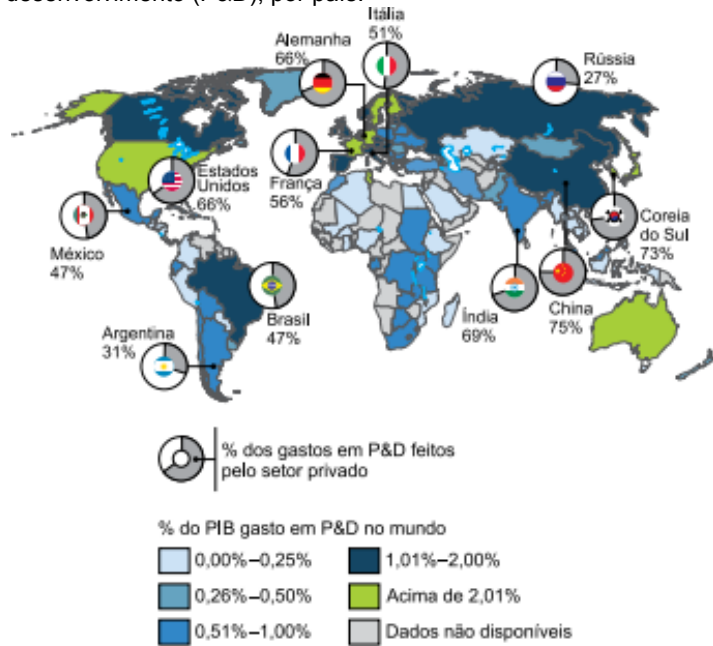 desenvolvimento (P&D), por país.
Itália
51%
Alemanha
66%
Rússia
27%
Estados
Unidos
66%
França
56%
México
47%
Coreia
do Sul
73%
Brasil
47%
Índia
69%
China
75%
Argentina
31%
% dos gastos em P&D feitos
pelo setor privado
% do PIB gasto em P&D no mundo
0,00%–0,25%
1,01%–2,00%
0,26%–0,50%
Acima de 2,01%
0,51%–1,00%
Dados não disponíveis